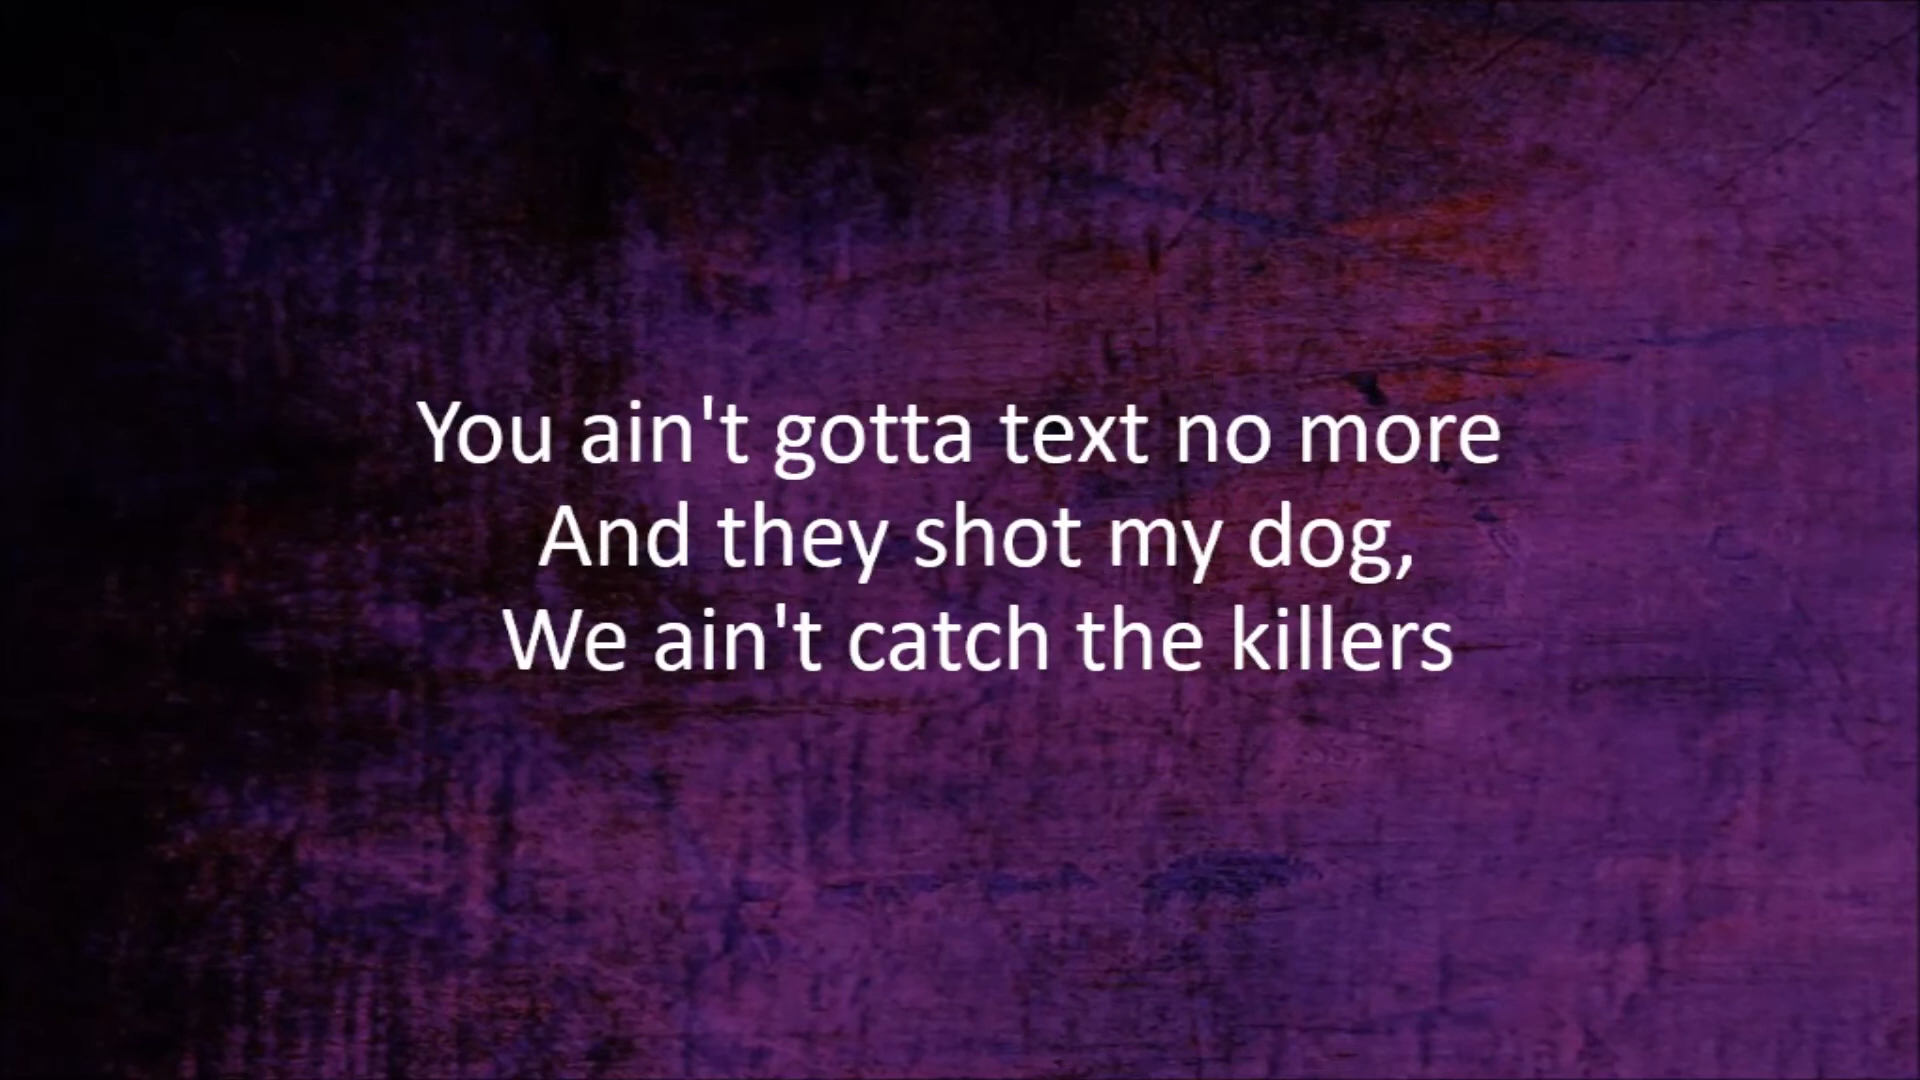 You ain't gotta text no more
And they shot my dog,
We ain't catch the killers